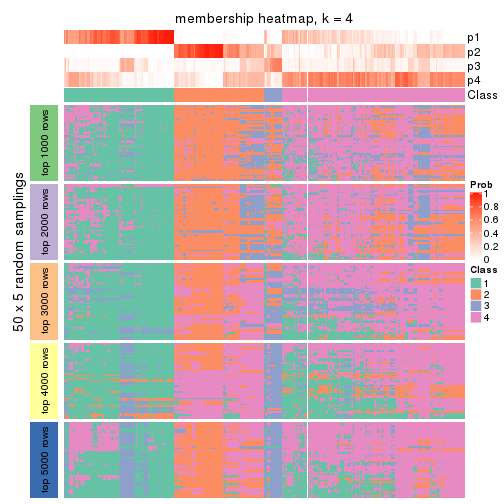 membership heatmap, k = 4
p1
p2
p3
p4
Class
50 x 5 random samplings
top 1000 rows
top 2000 rows
top 3000 rows
top 4000 rows
top 5000 rows
Prob
1
0.8
0.6
0.4
0.2
0
Class
1
2
3
4